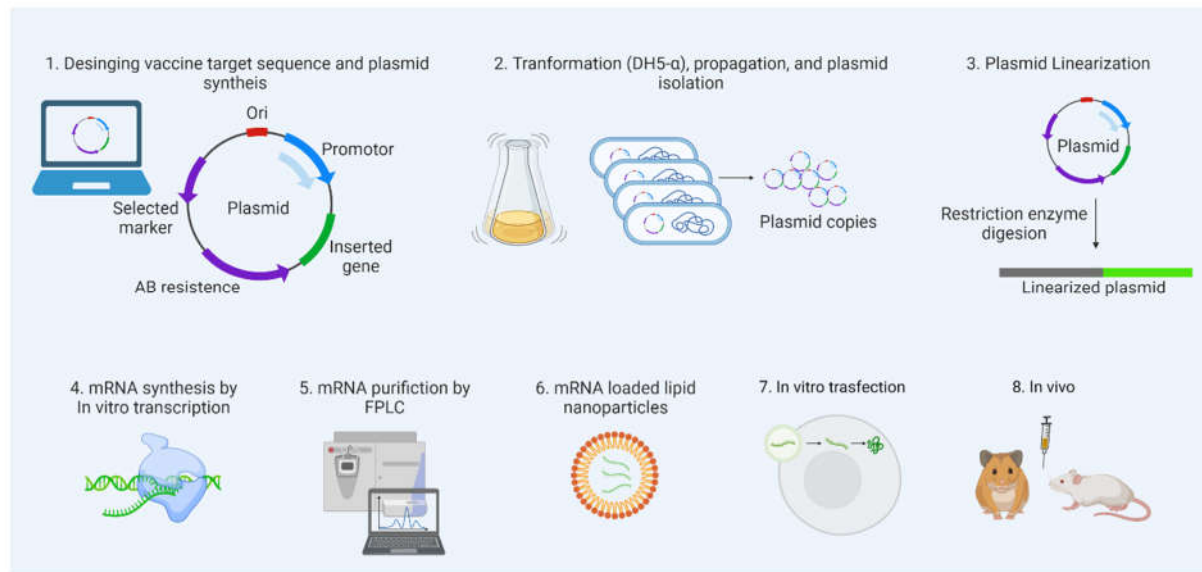 1. Desinging vaccine target sequence and plasmid
syntheis
Ori
Promotor
Selected
marker
Plasmid
Inserted
gene
AB resistence
2. Tranformation (DH5-α), propagation, and plasmid
isolation
Plasmid copies
3. Plasmid Linearization
Plasmid
Restriction enzyme
digesion
Linearized plasmid
4. mRNA synthesis by
In vitro transcription
5. mRNA purifiction by
FPLC
6. mRNA loaded lipid
nanoparticles
7. In vitro trasfection
8. In vivo